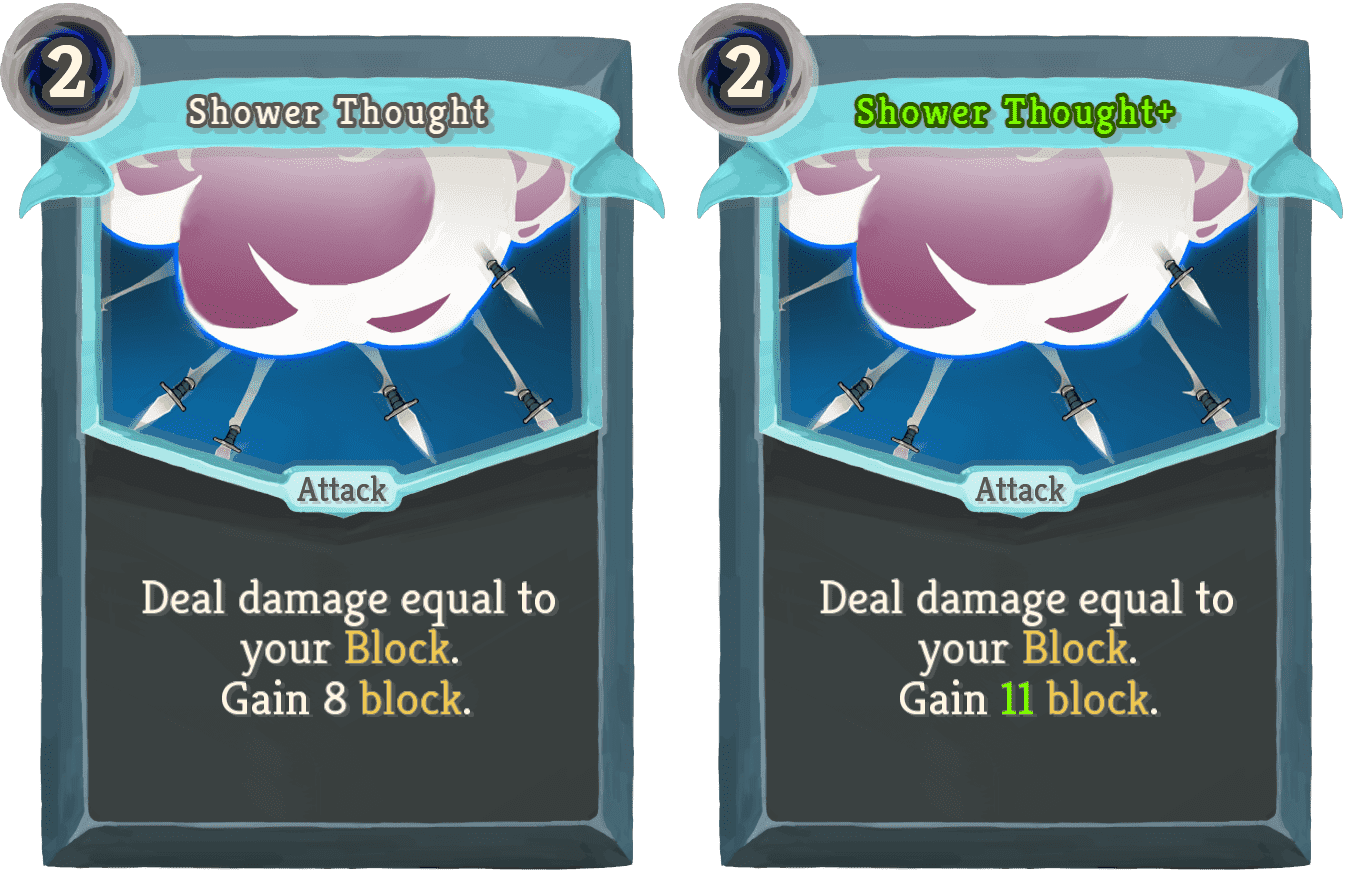 2
Shower Thought
Attack
Deal damage equal to
your Block.
Gain 8 block.
2
Shower Thought+
Attack
Deal damage equal to
your Block.
Gain 11 block.